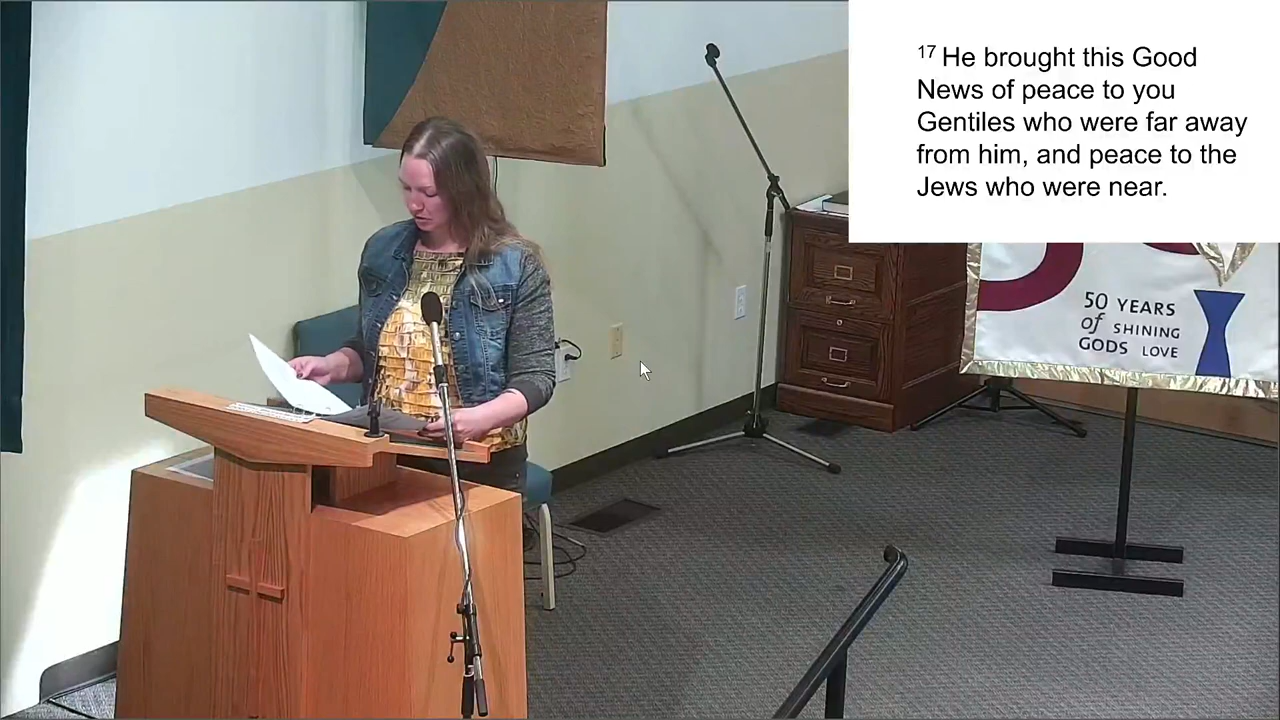 17 He brought this Good
News of peace to you
Gentiles who were far away
from him, and peace to the
Jews who were near.
50 YEARS
of SHINING
GODS LOVE